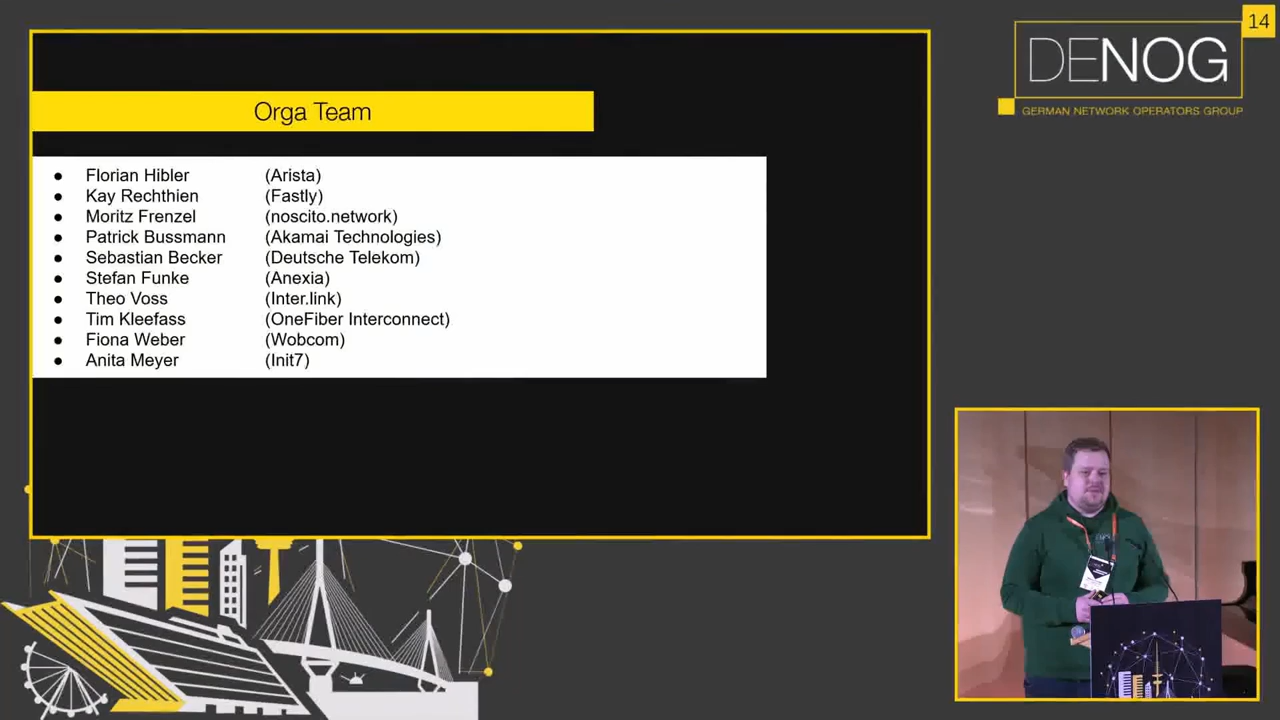 14
DENOG
GERMAN NETWORK OPERATORS GROUP
Orga Team
● Florian Hibler (Arista)
● Kay Rechthien (Fastly)
● Moritz Frenzel (noscito.network)
● Patrick Bussmann (Akamai Technologies)
● Sebastian Becker (Deutsche Telekom)
● Stefan Funke (Anexia)
● Theo Voss (Inter.link)
● Tim Kleefass (OneFiber Interconnect)
● Fiona Weber (Wobcom)
● Anita Meyer (Init7)